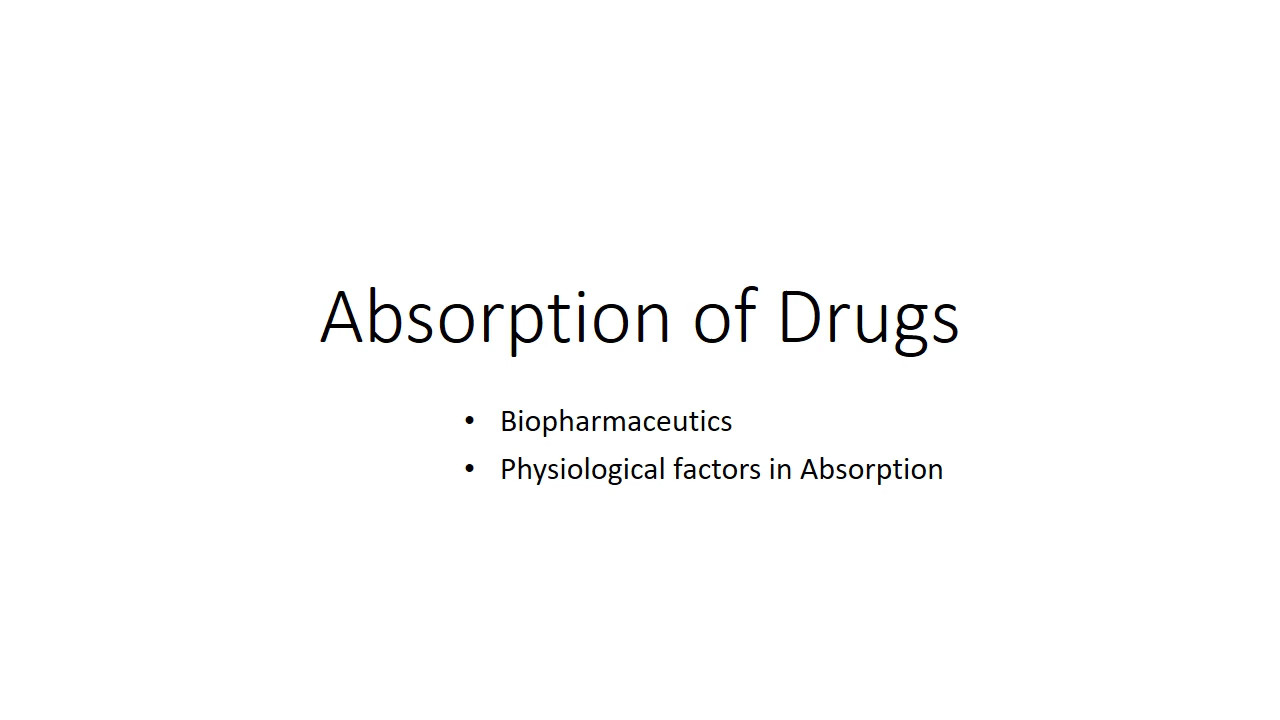 Absorption of Drugs
• Biopharmaceutics
• Physiological factors in Absorption